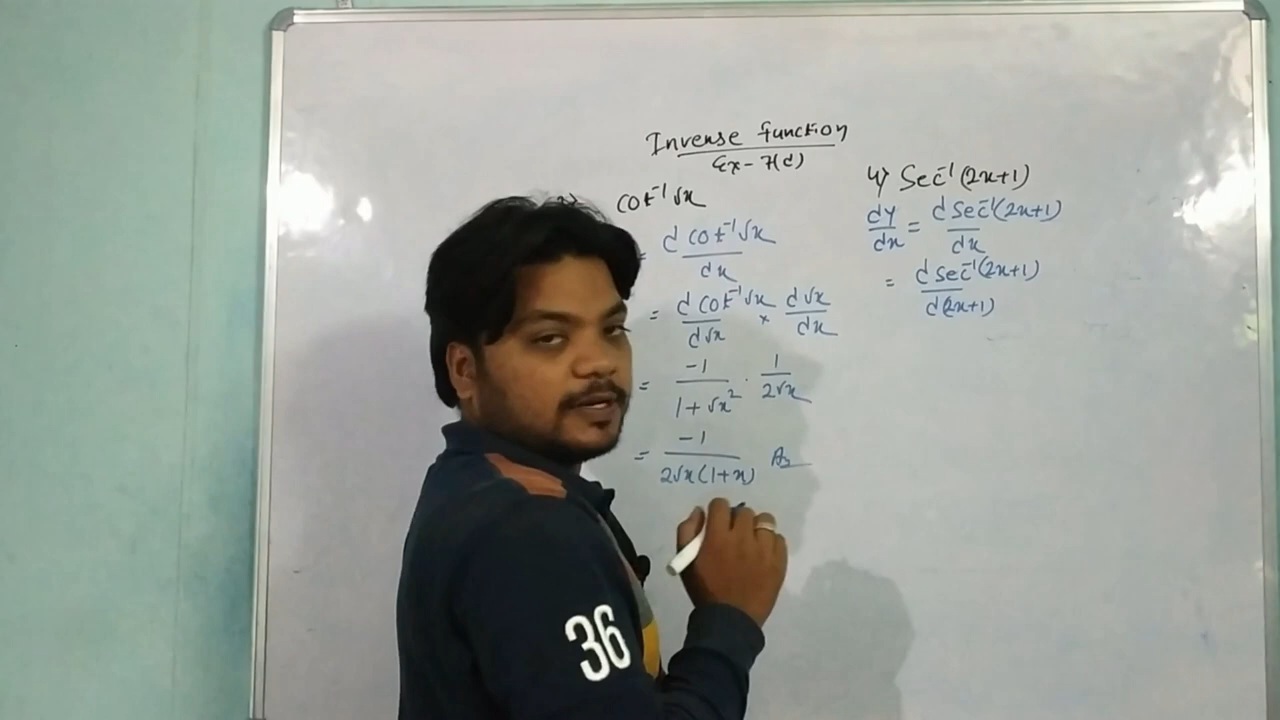 Inverse function
Ex - 7(d)
cot⁻¹√x
= d cot⁻¹√x / dx
= d cot⁻¹√x / d√x × d√x / dx
= -1 / 1+√x² · 1 / 2√x
= -1 / 2√x(1+x) As
4) Sec⁻¹(2x+1)
dy/dx = d Sec⁻¹(2x+1) / dx
= d Sec⁻¹(2x+1) / d(2x+1)
36